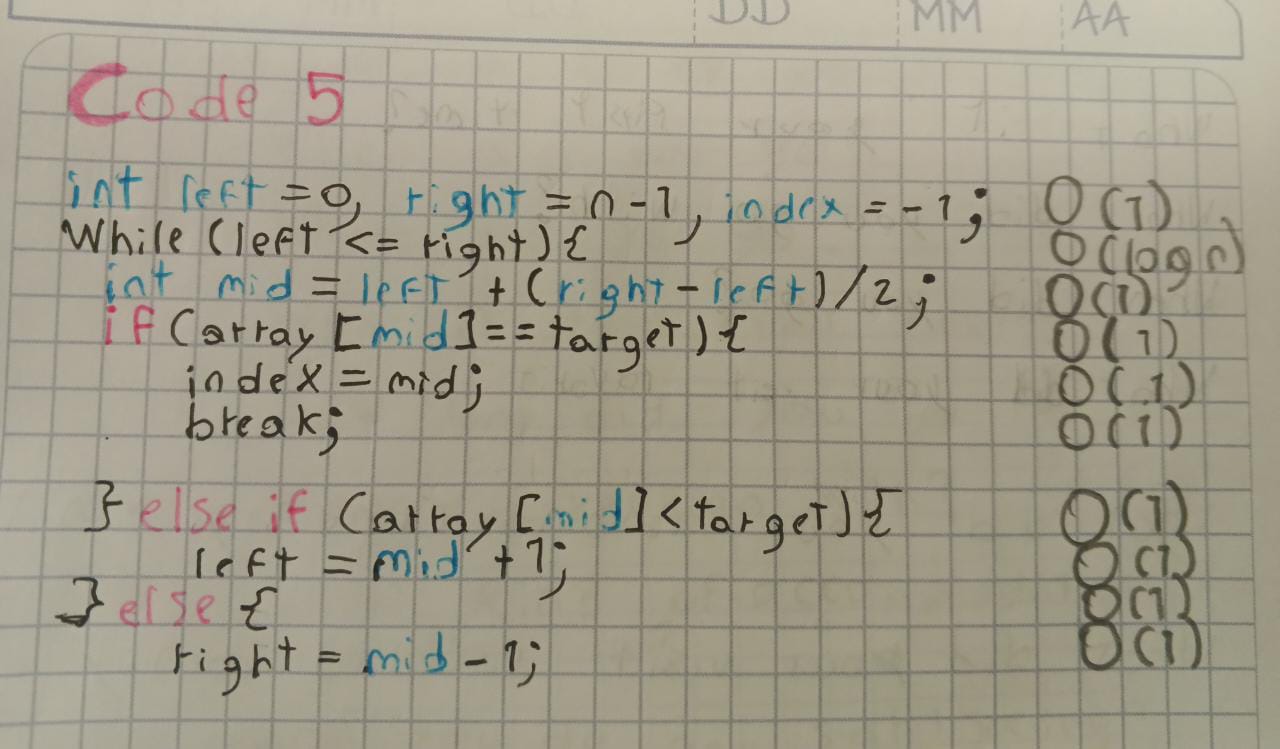 DD MM AA
Code 5
int left = 0, right = n - 1, index = -1; O(1)
While (left <= right){ O(log n)
int mid = left + (right - left) / 2; O(1)
if (array [mid] == target) { O(1)
index = mid; O(1)
break; O(1)
} else if (array [mid] < target) { O(1)
left = mid + 1; O(1)
} else { O(1)
right = mid - 1; O(1)